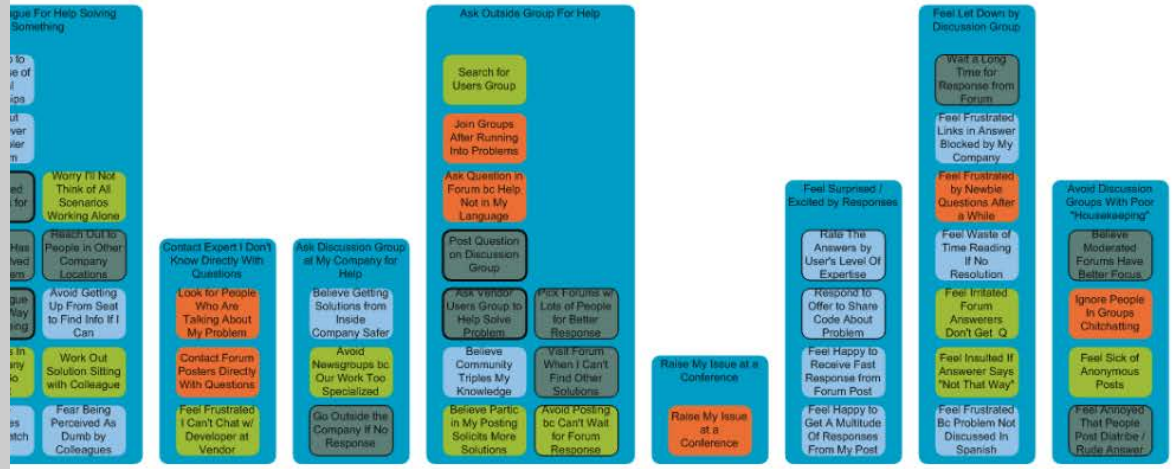 gue For Help Solving
Something
Worry I'll Not
Think of All
Scenarios
Working Alone
Reach Out to
People in Other
Company
Locations
Avoid Getting
Up From Seat
to Find Info If I
Can
Work Out
Solution Sitting
with Colleague
Fear Being
Perceived As
Dumb by
Colleagues
Contact Expert I Don't
Know Directly With
Questions
Look for People
Who Are
Talking About
My Problem
Contact Forum
Posters Directly
With Questions
Feel Frustrated
I Can't Chat w/
Developer at
Vendor
Ask Discussion Group
at My Company for
Help
Believe Getting
Solutions from
Inside
Company Safer
Avoid
Newsgroups bc
Our Work Too
Specialized
Go Outside the
Company If No
Response
Ask Outside Group For Help
Search for
Users Group
Join Groups
After Running
Into Problems
Ask Question in
Forum bc Help
Not in My
Language
Post Question
on Discussion
Group
Ask Vendor
Users Group to
Help Solve
Problem
Believe
Community
Triples My
Knowledge
Believe Partic
in My Posting
Solicits More
Solutions
Pick Forums w/
Lots of People
for Better
Response
Visit Forum
When I Can't
Find Other
Solutions
Avoid Posting
bc Can't Wait
for Forum
Response
Raise My Issue at a
Conference
Raise My Issue
at a
Conference
Feel Surprised /
Excited by Responses
Rate The
Answers by
User's Level Of
Expertise
Respond to
Offer to Share
Code About
Problem
Feel Happy to
Receive Fast
Response from
Forum Post
Feel Happy to
Get A Multitude
Of Responses
From My Post
Feel Let Down by
Discussion Group
Wait a Long
Time for
Response from
Forum
Feel Frustrated
Links in Answer
Blocked by My
Company
Feel Frustrated
by Newbie
Questions After
a While
Feel Waste of
Time Reading
If No
Resolution
Feel Irritated
Forum
Answerers
Don't Get Q
Feel Insulted If
Answerer Says
"Not That Way"
Feel Frustrated
Bc Problem Not
Discussed In
Spanish
Avoid Discussion
Groups With Poor
"Housekeeping"
Believe
Moderated
Forums Have
Better Focus
Ignore People
In Groups
Chitchatting
Feel Sick of
Anonymous
Posts
Feel Annoyed
That People
Post Diatribe /
Rude Answer